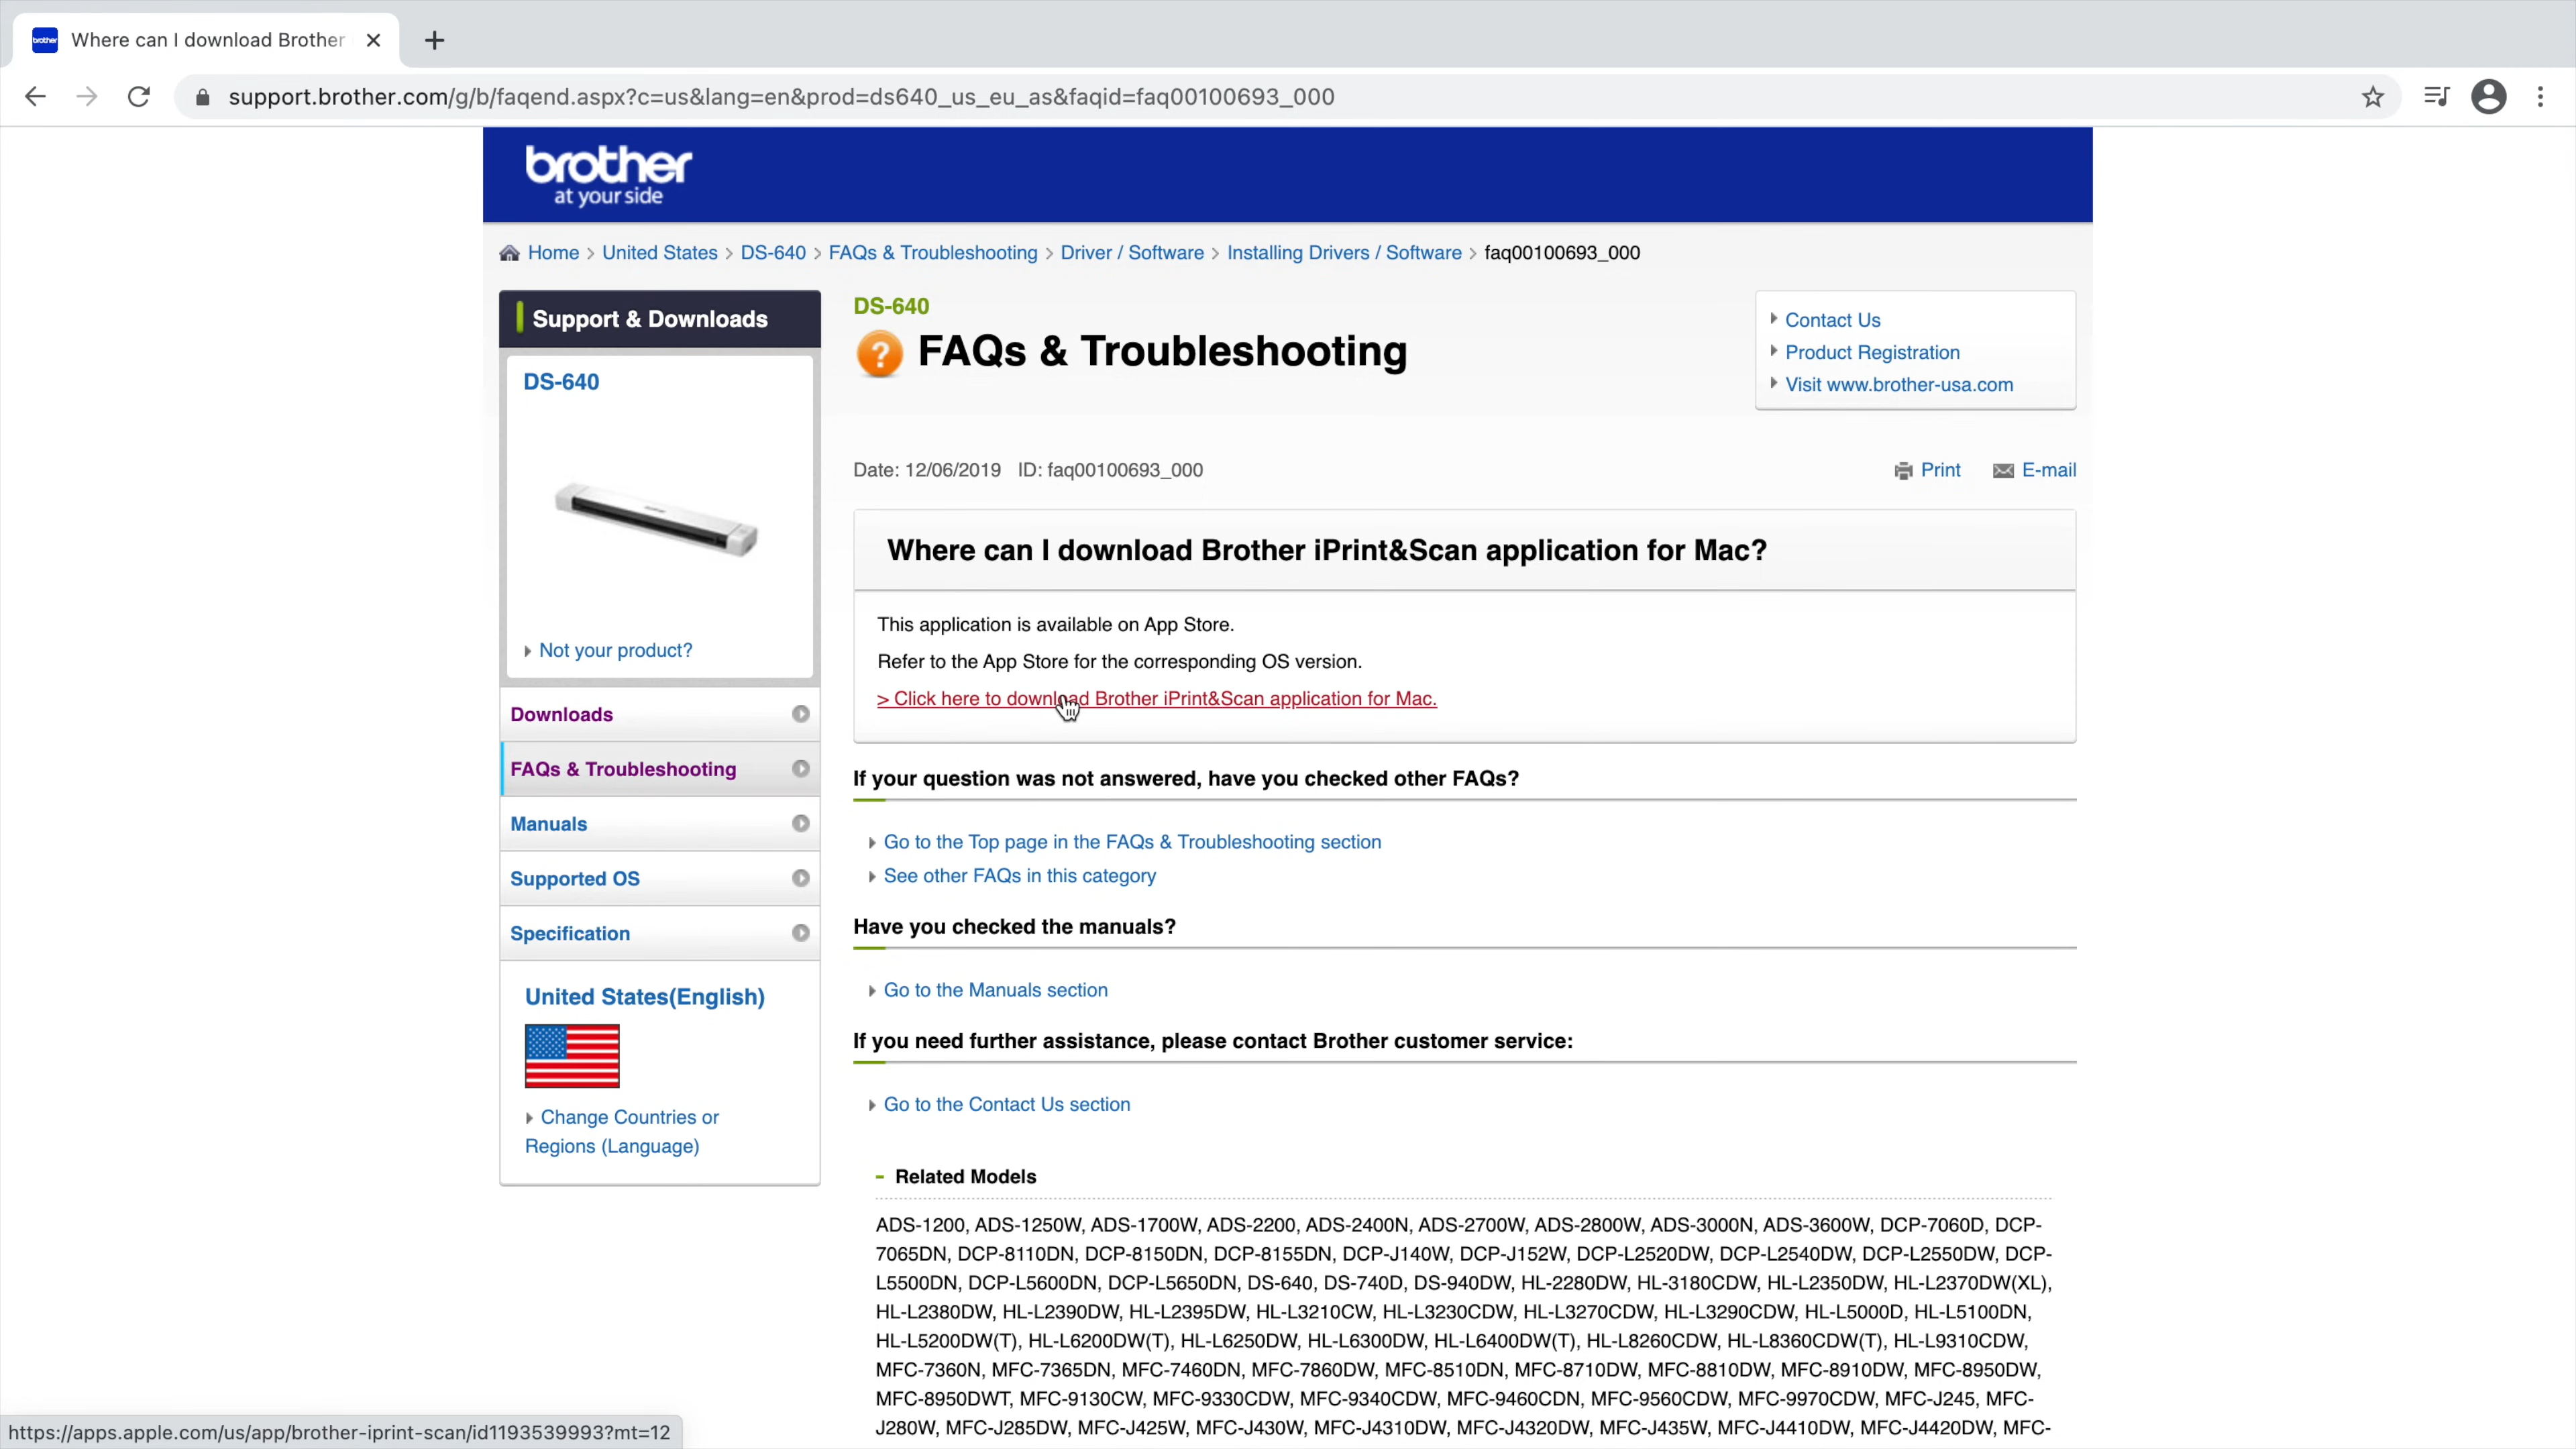 brother
Where can I download Brother
support.brother.com/g/b/faqend.aspx?c=us&lang=en&prod=ds640_us_eu_as&faqid=faq00100693_000
brother
at your side
Home > United States > DS-640 > FAQs & Troubleshooting > Driver / Software > Installing Drivers / Software > faq00100693_000
Support & Downloads
DS-640
Not your product?
Downloads
FAQs & Troubleshooting
Manuals
Supported OS
Specification
United States(English)
Change Countries or
Regions (Language)
DS-640
? FAQs & Troubleshooting
Contact Us
Product Registration
Visit www.brother-usa.com
Date: 12/06/2019 ID: faq00100693_000
Print
E-mail
Where can I download Brother iPrint&Scan application for Mac?
This application is available on App Store.
Refer to the App Store for the corresponding OS version.
> Click here to download Brother iPrint&Scan application for Mac.
If your question was not answered, have you checked other FAQs?
Go to the Top page in the FAQs & Troubleshooting section
See other FAQs in this category
Have you checked the manuals?
Go to the Manuals section
If you need further assistance, please contact Brother customer service:
Go to the Contact Us section
- Related Models
ADS-1200, ADS-1250W, ADS-1700W, ADS-2200, ADS-2400N, ADS-2700W, ADS-2800W, ADS-3000N, ADS-3600W, DCP-7060D, DCP-
7065DN, DCP-8110DN, DCP-8150DN, DCP-8155DN, DCP-J140W, DCP-J152W, DCP-L2520DW, DCP-L2540DW, DCP-L2550DW, DCP-
L5500DN, DCP-L5600DN, DCP-L5650DN, DS-640, DS-740D, DS-940DW, HL-2280DW, HL-3180CDW, HL-L2350DW, HL-L2370DW(XL),
HL-L2380DW, HL-L2390DW, HL-L2395DW, HL-L3210CW, HL-L3230CDW, HL-L3270CDW, HL-L3290CDW, HL-L5000D, HL-L5100DN,
HL-L5200DW(T), HL-L6200DW(T), HL-L6250DW, HL-L6300DW, HL-L6400DW(T), HL-L8260CDW, HL-L8360CDW(T), HL-L9310CDW,
MFC-7360N, MFC-7365DN, MFC-7460DN, MFC-7860DW, MFC-8510DN, MFC-8710DW, MFC-8810DW, MFC-8910DW, MFC-8950DW,
MFC-8950DWT, MFC-9130CW, MFC-9330CDW, MFC-9340CDW, MFC-9460CDN, MFC-9560CDW, MFC-9970CDW, MFC-J245, MFC-
J280W, MFC-J285DW, MFC-J425W, MFC-J430W, MFC-J4310DW, MFC-J4320DW, MFC-J435W, MFC-J4410DW, MFC-J4420DW, MFC-
https://apps.apple.com/us/app/brother-iprint-scan/id1193539993?mt=12